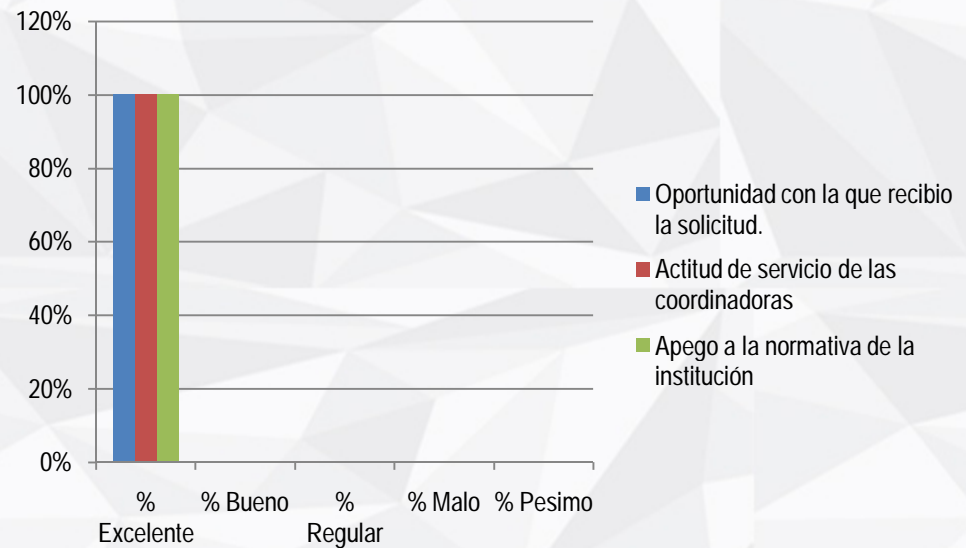 120%
100%
80%
60%
40%
20%
0%
%
Excelente
% Bueno
%
Regular
% Malo
% Pesimo
Oportunidad con la que recibio
la solicitud.
Actitud de servicio de las
coordinadoras
Apego a la normativa de la
institución